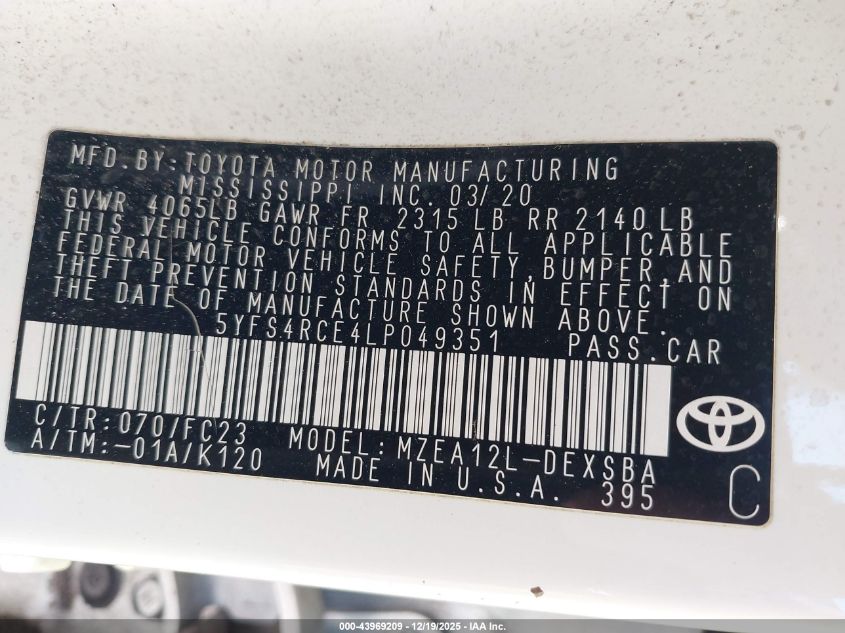 MFD.BY:TOYOTA MOTOR MANUFACTURING
MISSISSIPPI INC. 03/20
GVWR 4065LB GAWR FR 2315LB RR 2140LB
THIS VEHICLE CONFORMS TO ALL APPLICABLE
FEDERAL MOTOR VEHICLE SAFETY,BUMPER,AND
THEFT PREVENTION STANDARDS IN EFFECT ON
THE DATE OF MANUFACTURE SHOWN ABOVE.
5YFS4RCE4LP049351 PASS.CAR
C/TR:070/FC23 MODEL:MZEA12L-DEXSBA
A/TM:-01A/K120 MADE IN U.S.A. 395
C
000-43969209 - 12/19/2025 - IAA Inc.